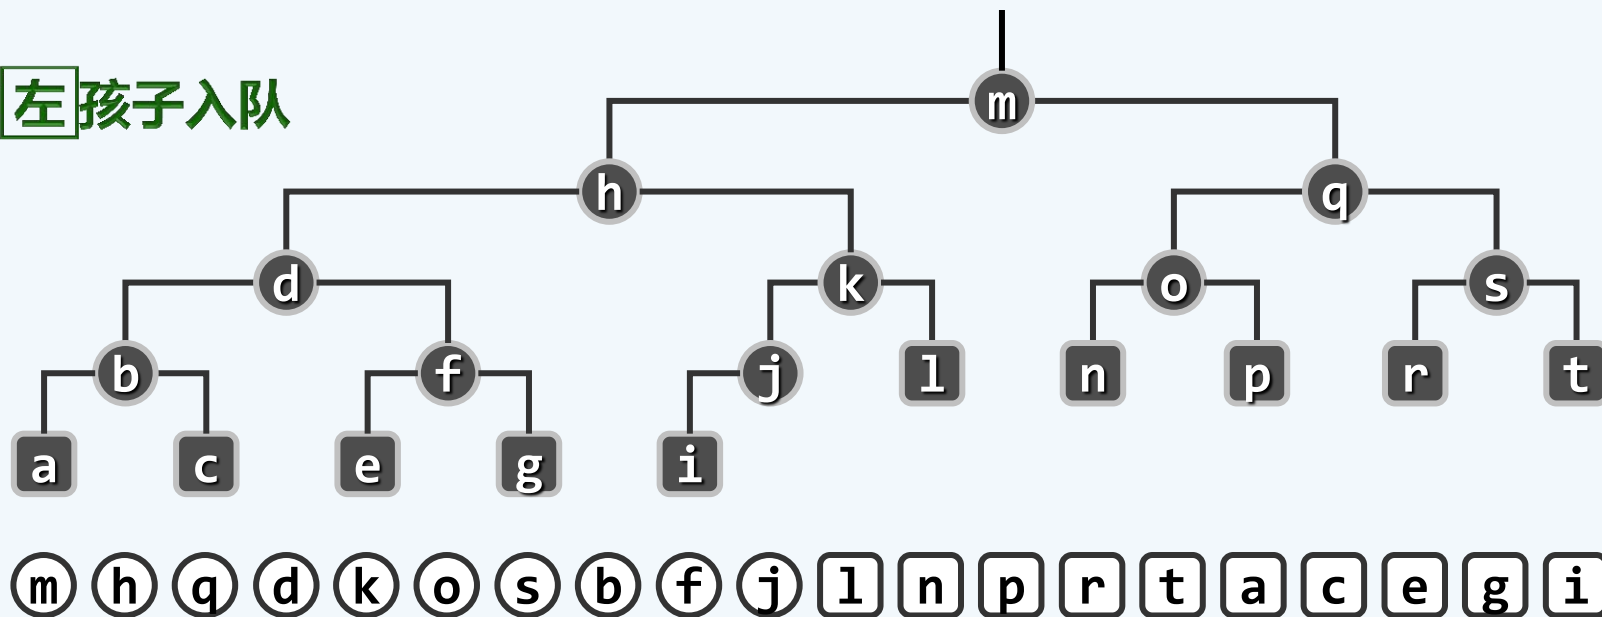 左孩子入队
m
h q
d k o s
b f j l n p r t
a c e g i
m h q d k o s b f j l n p r t a c e g i